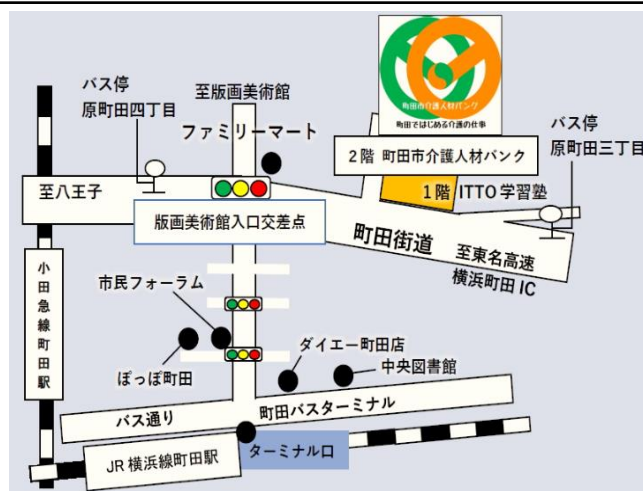 町田市介護人材バンク
町田ではじめる介護の仕事
バス停
原町田四丁目
至版画美術館
ファミリーマート
バス停
原町田三丁目
2階 町田市介護人材バンク
1階 ITTO学習塾
至八王子
版画美術館入口交差点
町田街道
至東名高速
横浜町田IC
小田急線町田駅
市民フォーラム
ぽっぽ町田
ダイエー町田店
中央図書館
バス通り
町田バスターミナル
ターミナル口
JR横浜線町田駅